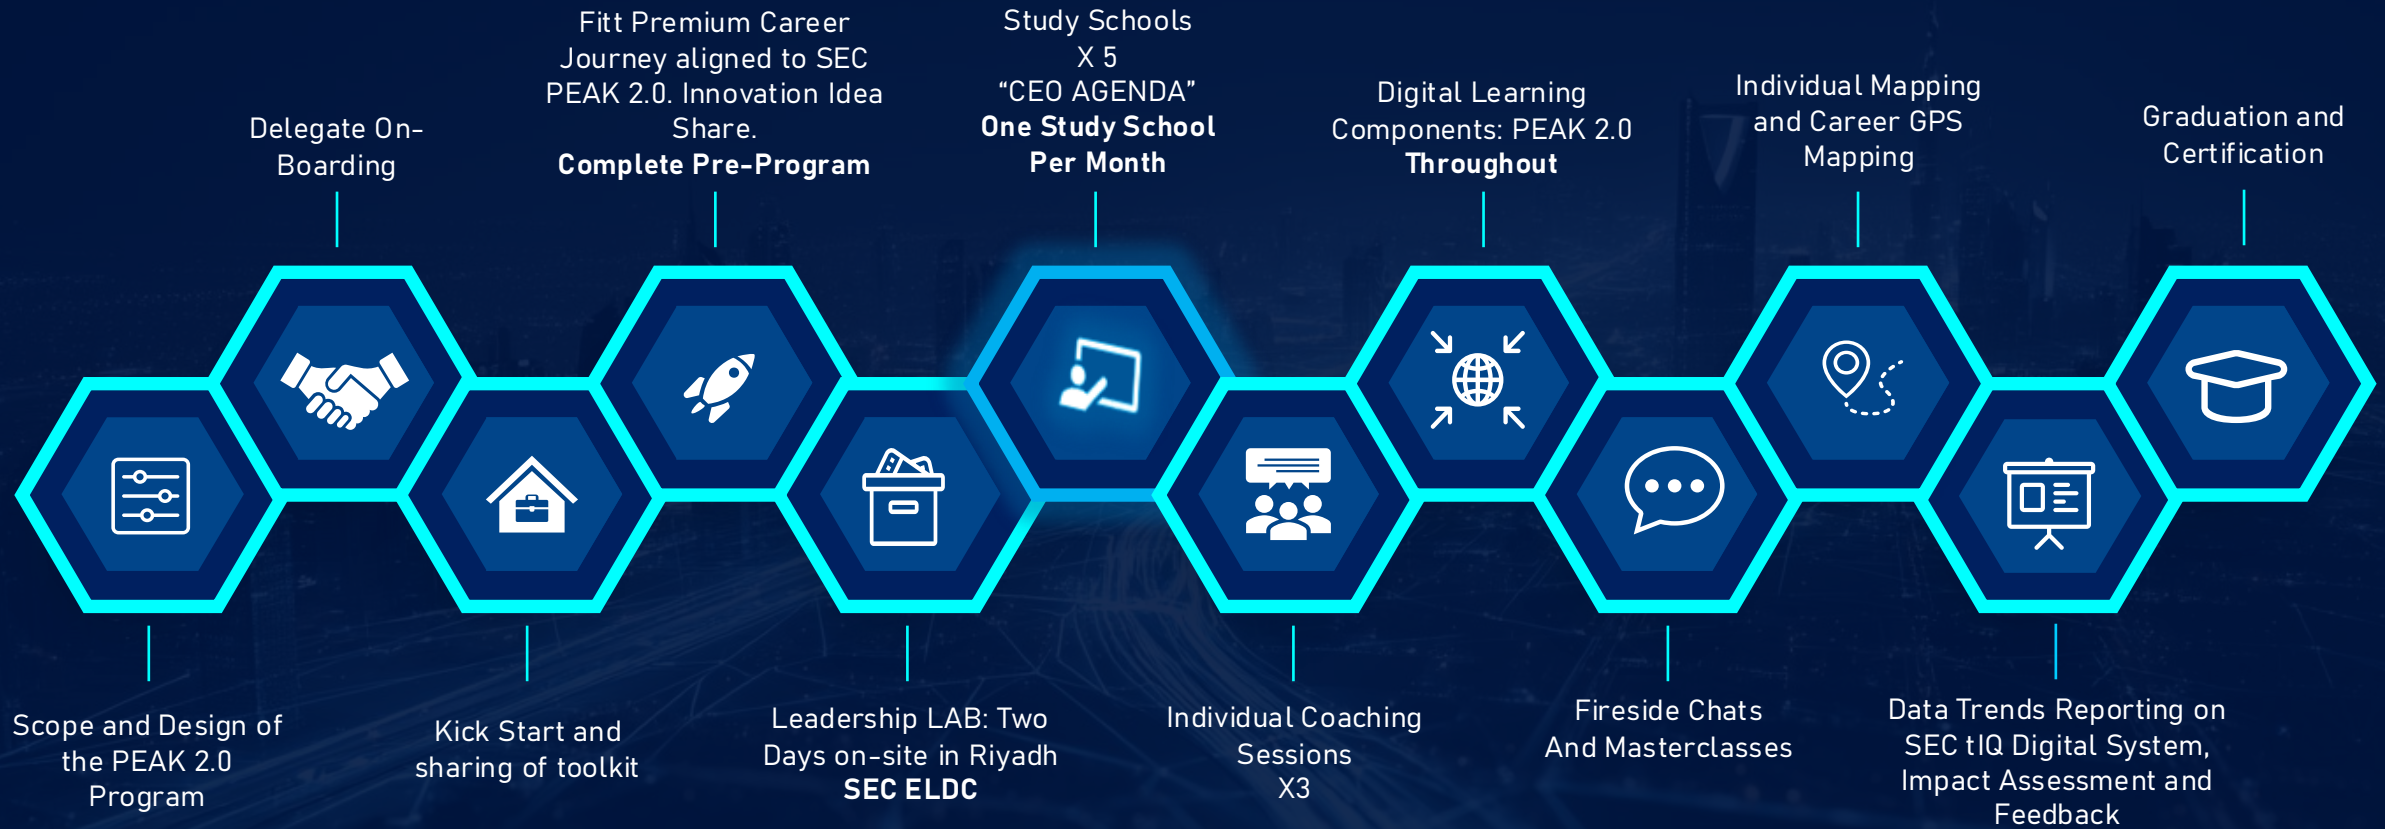 Scope and Design of
the PEAK 2.0
Program
Delegate On-
Boarding
Kick Start and
sharing of toolkit
Fitt Premium Career
Journey aligned to SEC
PEAK 2.0. Innovation Idea
Share.
Complete Pre-Program
Leadership LAB: Two
Days on-site in Riyadh
SEC ELDC
Study Schools
X 5
“CEO AGENDA”
One Study School
Per Month
Individual Coaching
Sessions
X3
Digital Learning
Components: PEAK 2.0
Throughout
Fireside Chats
And Masterclasses
Individual Mapping
and Career GPS
Mapping
Data Trends Reporting on
SEC tIQ Digital System,
Impact Assessment and
Feedback
Graduation and
Certification